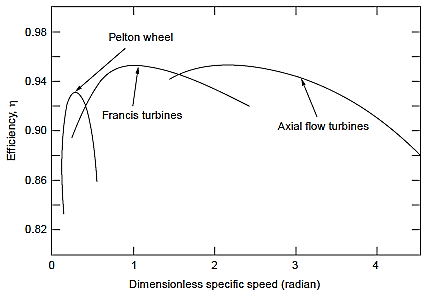 0.98
0.94
0.90
0.86
0.82
Efficiency, η
Pelton wheel
Francis turbines
Axial flow turbines
0
1
2
3
4
Dimensionless specific speed (radian)